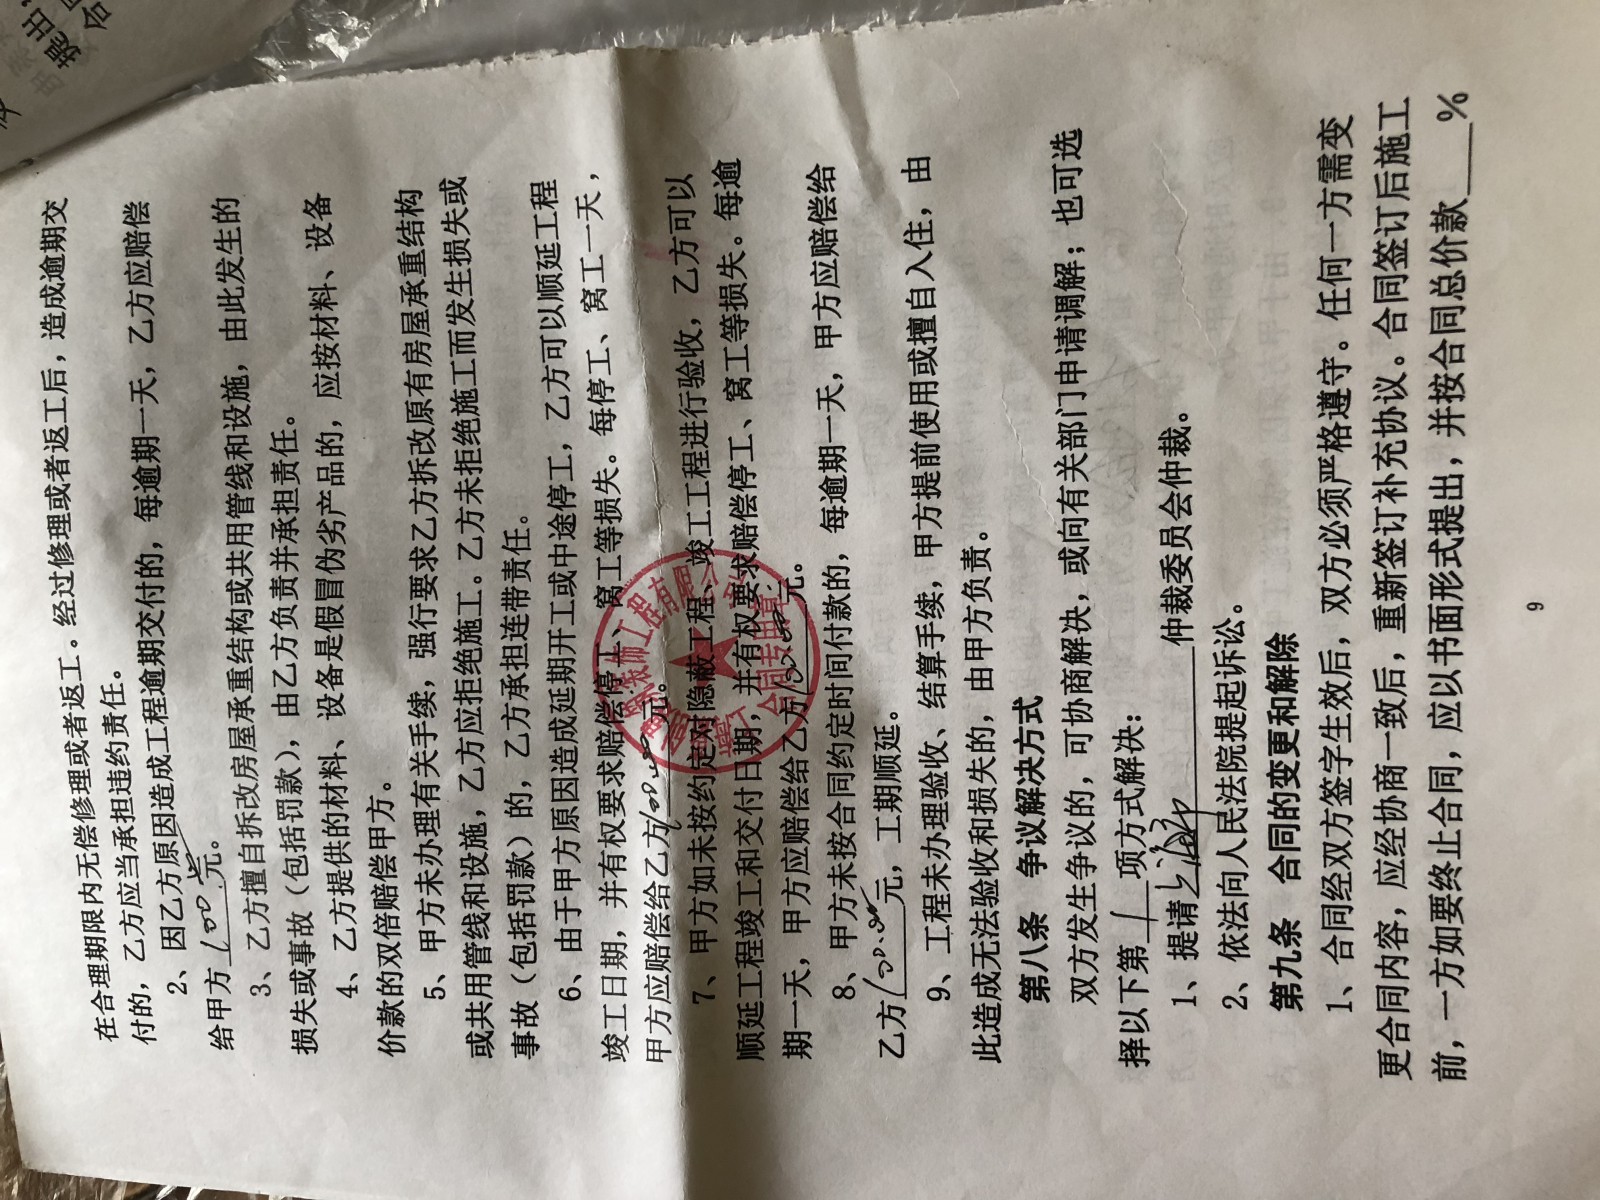 在合理期限内无偿修理或者返工。经过修理或者返工后，造成逾期交
付的，乙方应当承担违约责任。
2、因乙方原因造成工程逾期交付的，每逾期一天，乙方应赔偿
给甲方100.00元。
3、乙方擅自拆改房屋承重结构或共用管线和设施，由此发生的
损失或事故（包括罚款），由乙方负责并承担责任。
4、乙方提供的材料、设备是假冒伪劣产品的，应按材料、设备
价款的双倍赔偿甲方。
5、甲方未办理有关手续，强行要求乙方拆改原有房屋承重结构
或共用管线和设施，乙方应拒绝施工。乙方未拒绝施工而发生损失或
事故（包括罚款）的，乙方承担连带责任。
6、由于甲方原因造成延期开工或中途停工，乙方可以顺延工程
竣工日期，并有权要求赔偿停工、窝工等损失。每停工、窝工一天，
甲方应赔偿给乙方100.00元。
7、甲方如未按约定对隐蔽工程、竣工工程进行验收，乙方可以
顺延工程竣工和交付日期，并有权要求赔偿停工、窝工等损失。每逾
期一天，甲方应赔偿给乙方100.00元。
8、甲方未按合同约定时间付款的，每逾期一天，甲方应赔偿给
乙方100.00元，工期顺延。
9、工程未办理验收、结算手续，甲方提前使用或擅自入住，由
此造成无法验收和损失的，由甲方负责。
第八条 争议解决方式
双方发生争议的，可协商解决，或向有关部门申请调解；也可选
择以下第1项方式解决：
1、提请上海仲裁委员会仲裁。
2、依法向人民法院提起诉讼。
第九条 合同的变更和解除
1、合同经双方签字生效后，双方必须严格遵守。任何一方需变
更合同内容，应经协商一致后，重新签订补充协议。合同签订后施工
前，一方如要终止合同，应以书面形式提出，并按合同总价款___%
9
装饰工程有限公
合同专用章
提出，